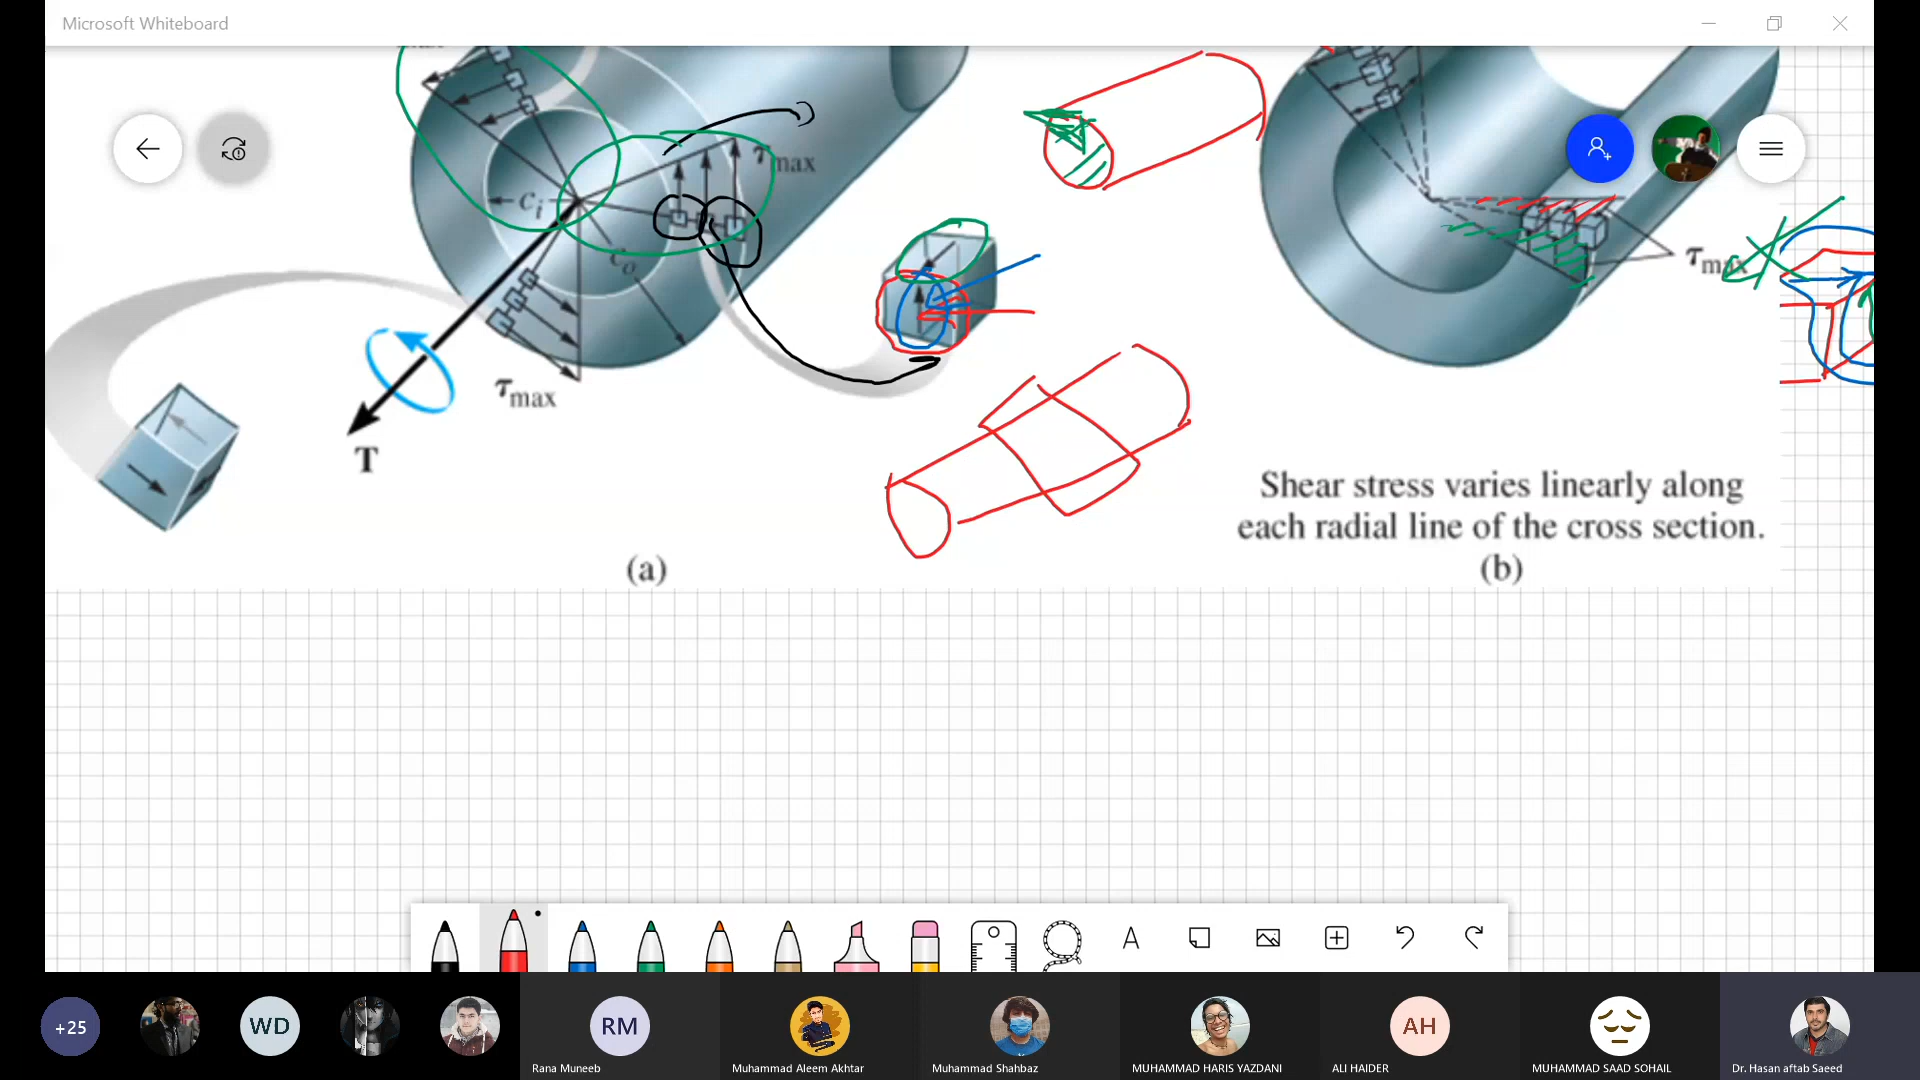 Microsoft Whiteboard
τmax
ci
co
τmax
T
(a)
τmax
Shear stress varies linearly along
each radial line of the cross section.
(b)
A
+25
WD
RM
AH
Rana Muneeb
Muhammad Aleem Akhtar
Muhammad Shahbaz
MUHAMMAD HARIS YAZDANI
ALI HAIDER
MUHAMMAD SAAD SOHAIL
Dr. Hasan aftab Saeed